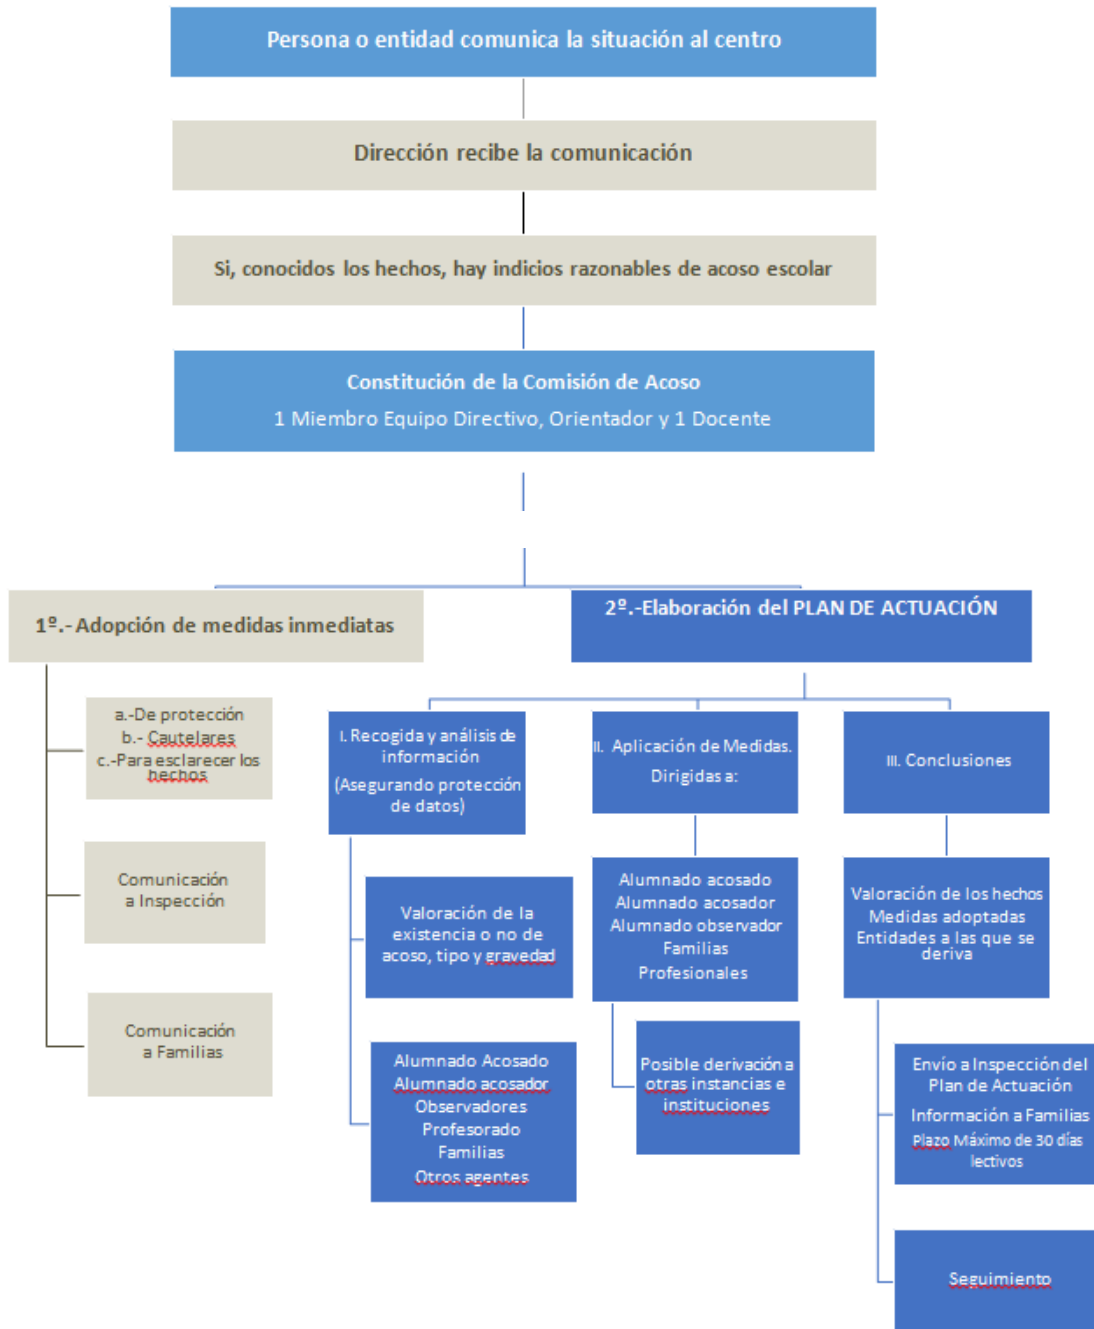 Persona o entidad comunica la situación al centro
Dirección recibe la comunicación
Si, conocidos los hechos, hay indicios razonables de acoso escolar
Constitución de la Comisión de Acoso
1 Miembro Equipo Directivo, Orientador y 1 Docente
1º.- Adopción de medidas inmediatas
a.-De protección
b.- Cautelares
c.-Para esclarecer los
hechos
Comunicación
a Inspección
Comunicación
a Familias
2º.-Elaboración del PLAN DE ACTUACIÓN
I. Recogida y análisis de
información
(Asegurando protección
de datos)
Valoración de la
existencia o no de
acoso, tipo y gravedad
Alumnado Acosado
Alumnado acosador
Observadores
Profesorado
Familias
Otros agentes
II. Aplicación de Medidas.
Dirigidas a:
Alumnado acosado
Alumnado acosador
Alumnado observador
Familias
Profesionales
Posible derivación a
otras instancias e
instituciones
III. Conclusiones
Valoración de los hechos
Medidas adoptadas
Entidades a las que se
deriva
Envío a Inspección del
Plan de Actuación
Información a Familias
Plazo Máximo de 30 días
lectivos
Seguimiento